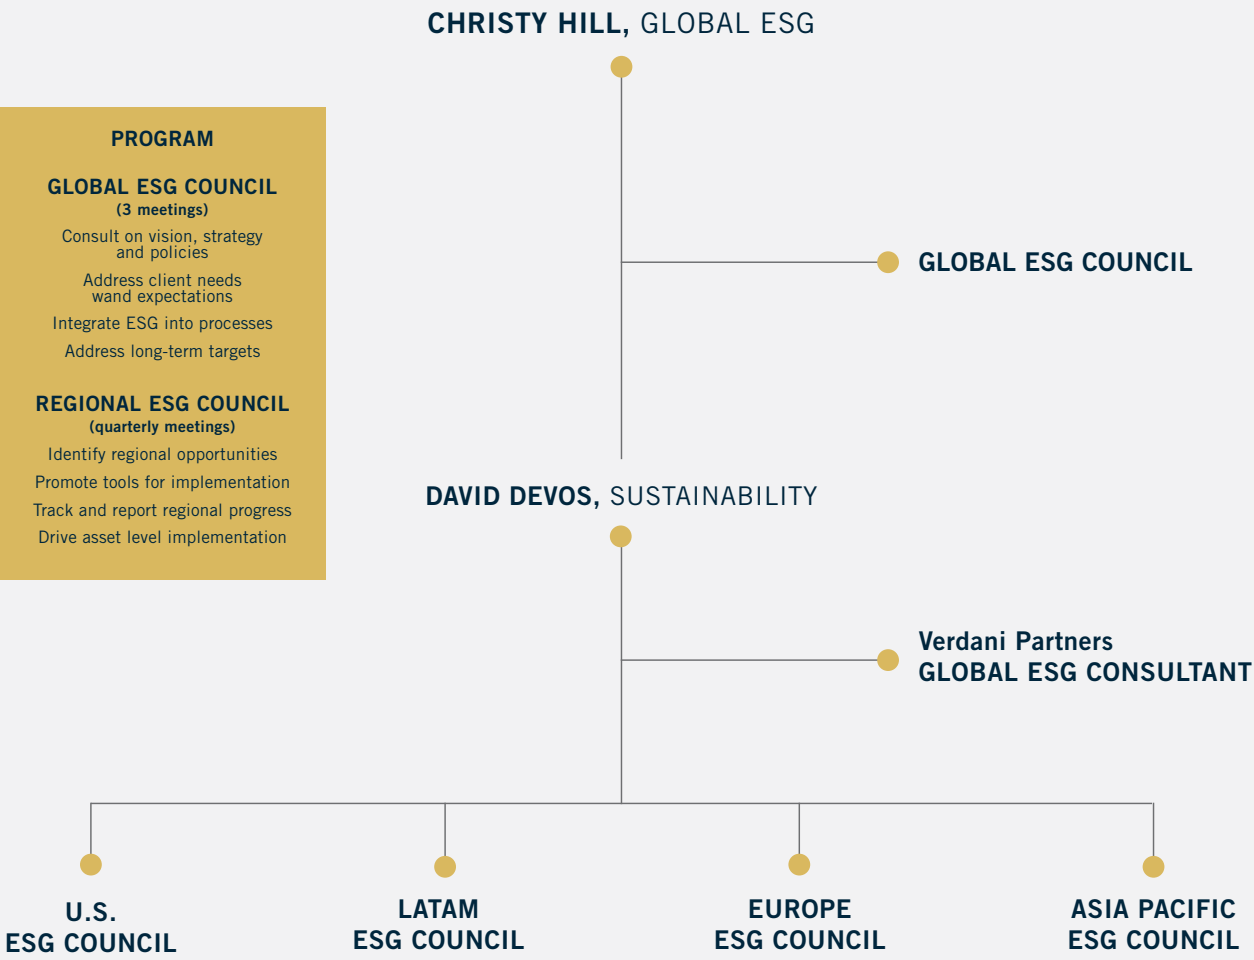 CHRISTY HILL, GLOBAL ESG
PROGRAM
GLOBAL ESG COUNCIL
(3 meetings)
Consult on vision, strategy
and policies
Address client needs
wand expectations
Integrate ESG into processes
Address long-term targets
REGIONAL ESG COUNCIL
(quarterly meetings)
Identify regional opportunities
Promote tools for implementation
Track and report regional progress
Drive asset level implementation
GLOBAL ESG COUNCIL
DAVID DEVOS, SUSTAINABILITY
Verdani Partners
GLOBAL ESG CONSULTANT
U.S.
ESG COUNCIL
LATAM
ESG COUNCIL
EUROPE
ESG COUNCIL
ASIA PACIFIC
ESG COUNCIL